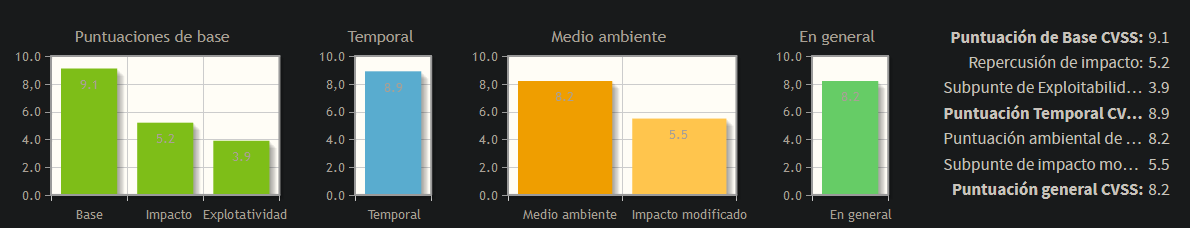 Puntuaciones de base
10.0
8,0
6,0
4.0
2.0
0.0
9.1
5.2
3.9
Base
Impacto
Explotatividad
Temporal
10.0
8,0
6,0
4.0
2.0
0.0
8.9
Temporal
Medio ambiente
10.0
8,0
6,0
4.0
2.0
0.0
8.2
5.5
Medio ambiente
Impacto modificado
En general
10.0
8,0
6,0
4.0
2.0
0.0
8.2
En general
Puntuación de Base CVSS: 9.1
Repercusión de impacto: 5.2
Subpunte de Exploitabilid... 3.9
Puntuación Temporal CV... 8.9
Puntuación ambiental de ... 8.2
Subpunte de impacto mo... 5.5
Puntuación general CVSS: 8.2